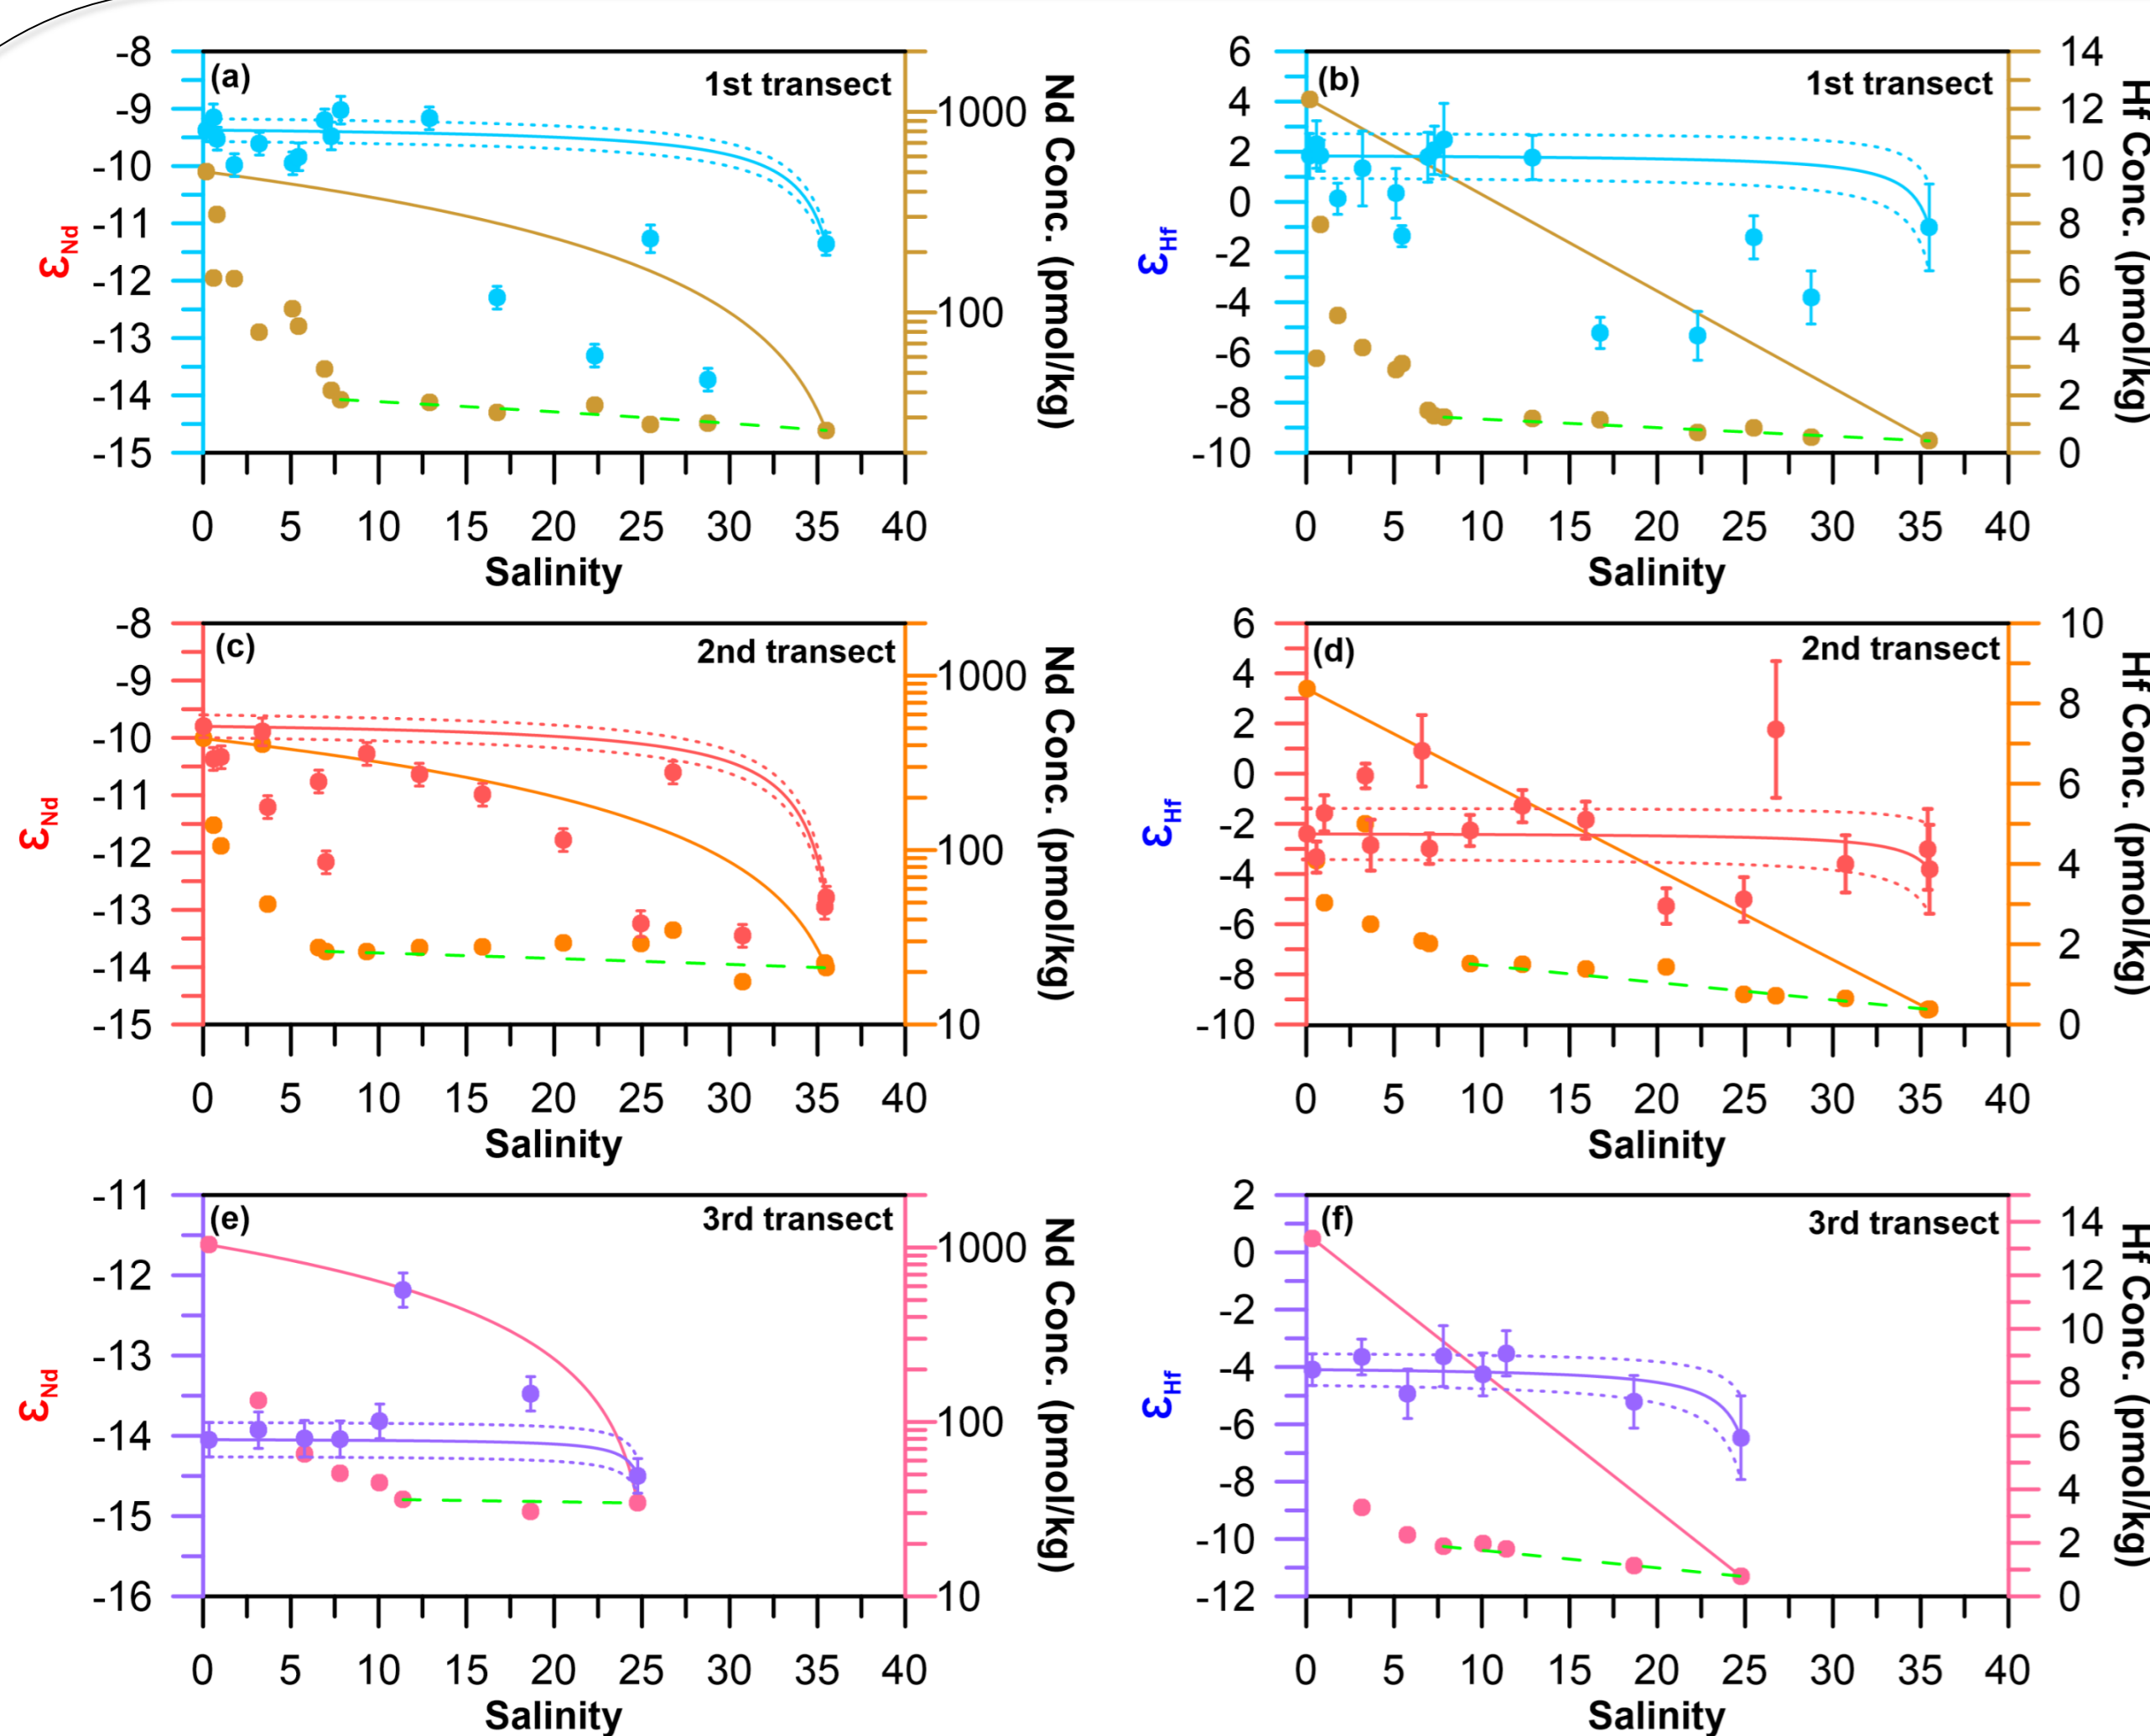 (a) 1st transect
-8
-9
-10
-11
-12
-13
-14
-15
εNd
1000
100
Nd Conc. (pmol/kg)
0 5 10 15 20 25 30 35 40
Salinity
(b) 1st transect
6
4
2
0
-2
-4
-6
-8
-10
εHf
14
12
10
8
6
4
2
0
Hf Conc. (pmol/kg)
0 5 10 15 20 25 30 35 40
Salinity
(c) 2nd transect
-8
-9
-10
-11
-12
-13
-14
-15
εNd
1000
100
10
Nd Conc. (pmol/kg)
0 5 10 15 20 25 30 35 40
Salinity
(d) 2nd transect
6
4
2
0
-2
-4
-6
-8
-10
εHf
10
8
6
4
2
0
Hf Conc. (pmol/kg)
0 5 10 15 20 25 30 35 40
Salinity
(e) 3rd transect
-11
-12
-13
-14
-15
-16
εNd
1000
100
10
Nd Conc. (pmol/kg)
0 5 10 15 20 25 30 35 40
Salinity
(f) 3rd transect
2
0
-2
-4
-6
-8
-10
-12
εHf
14
12
10
8
6
4
2
0
Hf Conc. (pmol/kg)
0 5 10 15 20 25 30 35 40
Salinity